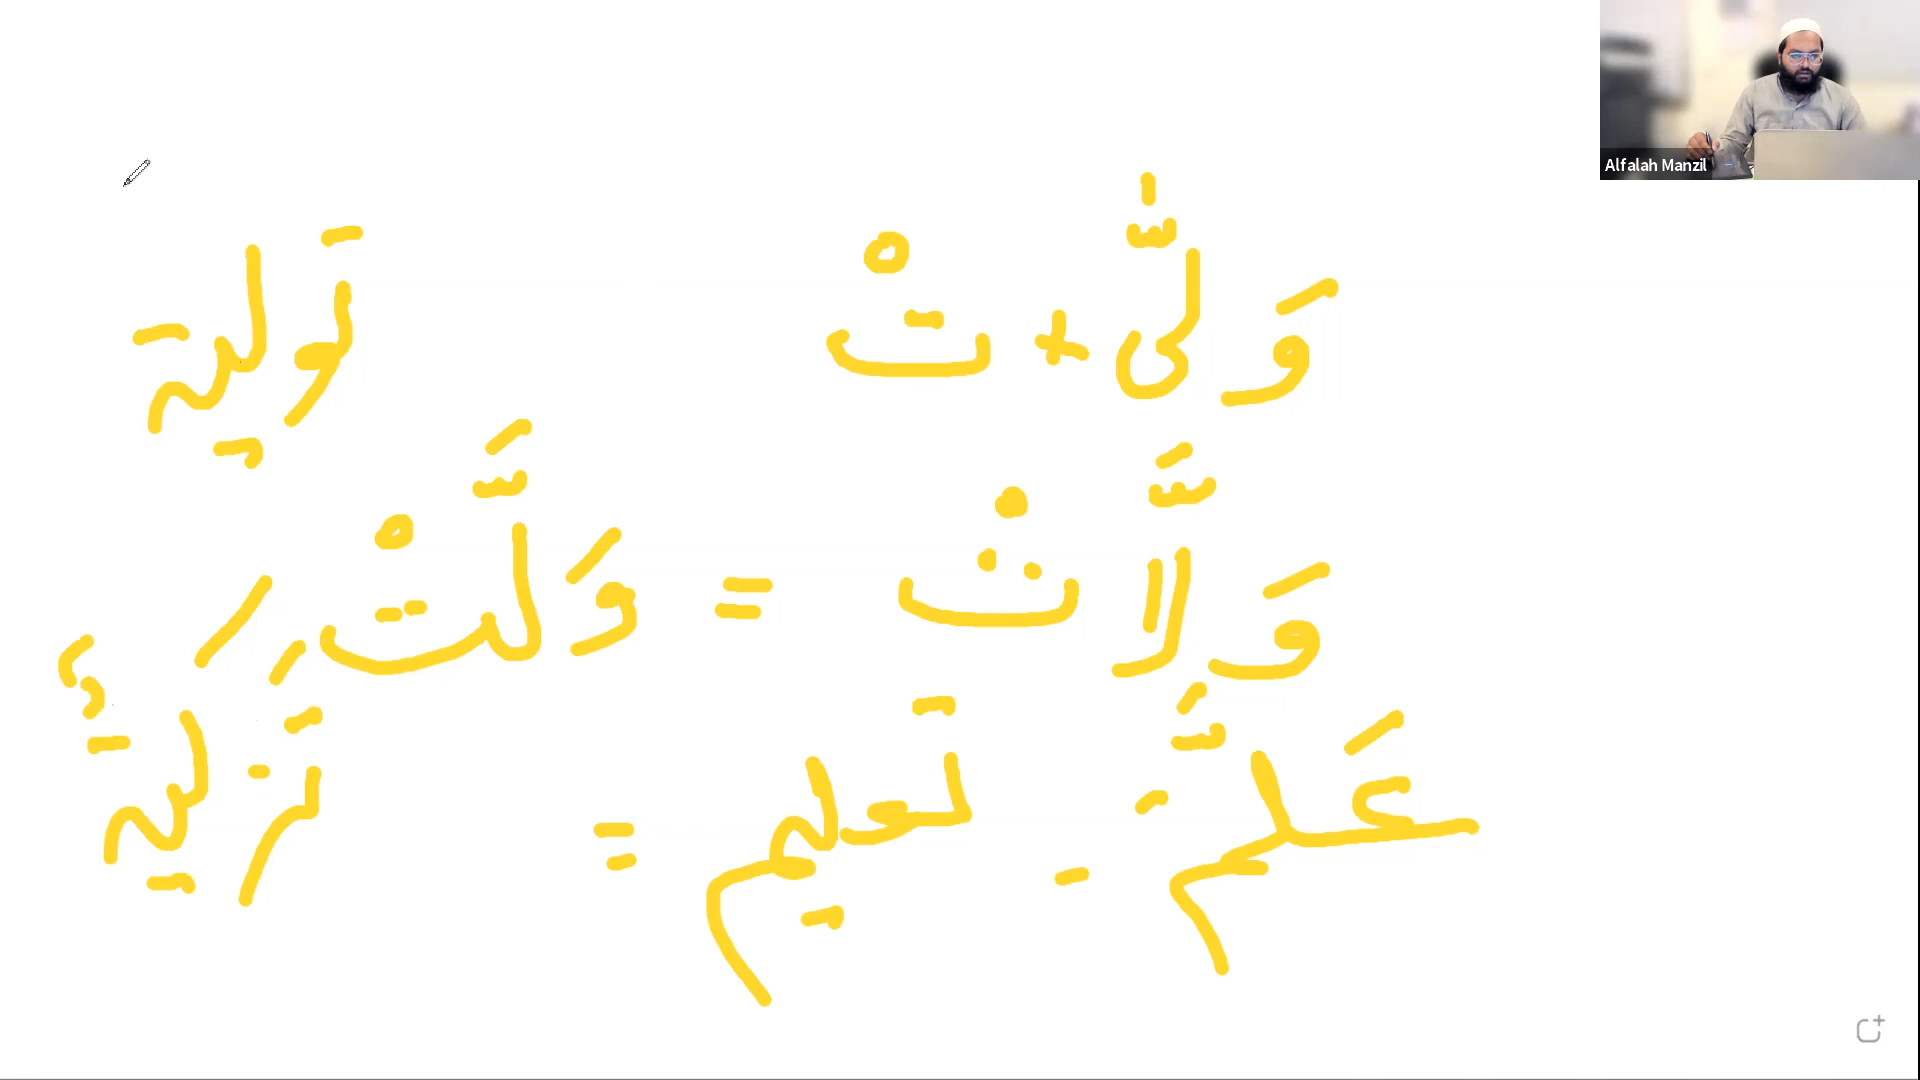 Alfalah Manzil
وَلّٰى + تْ تولية
وَلَّاتْ = وَلَّتْ
عَلَّمَ - تعليم = تزكيةٌ